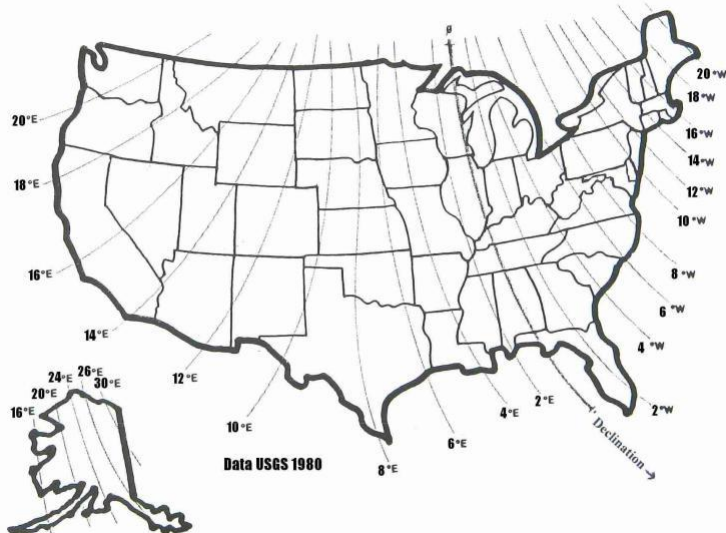 ø
20°W
18°W
16°W
14°W
12°W
10°W
8°W
6°W
4°W
2°W
20°E
18°E
16°E
14°E
12°E
10°E
8°E
6°E
4°E
2°E
Declination →
24°E
26°E
20°E
30°E
16°E
Data USGS 1980